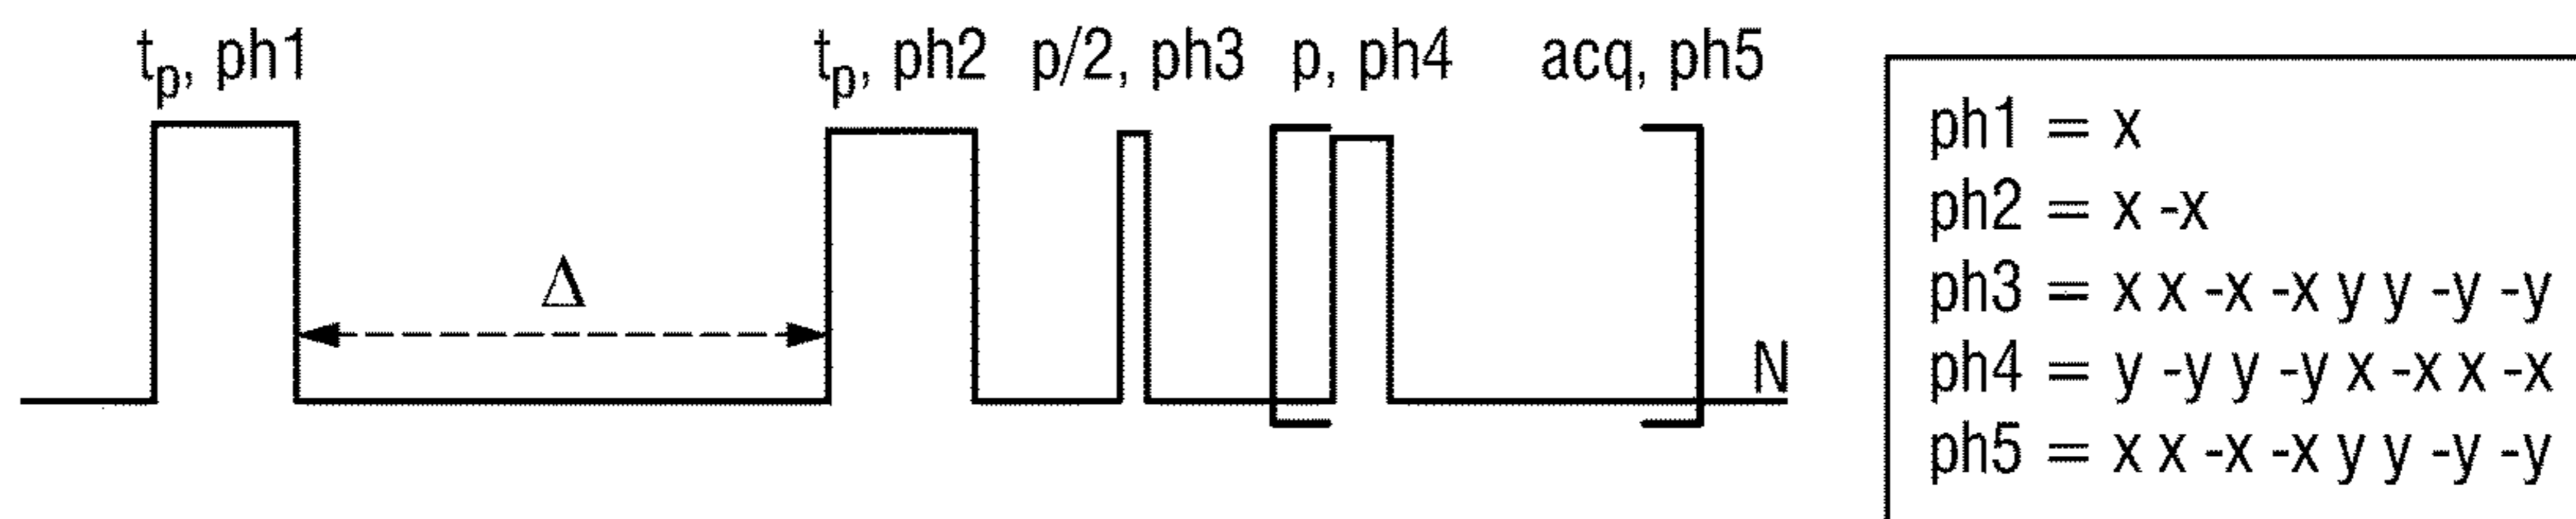 tp, ph1 tp, ph2 p/2, ph3 p, ph4 acq, ph5
Δ
N
ph1 = x
ph2 = x -x
ph3 = x x -x -x y y -y -y
ph4 = y -y y -y x -x x -x
ph5 = x x -x -x y y -y -y